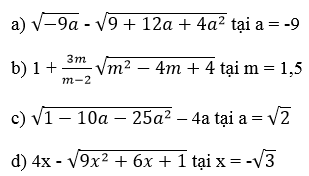 a) √(−9a) - √(9 + 12a + 4a²) tại a = -9
b) 1 + 3m/(m−2) √(m² − 4m + 4) tại m = 1,5
c) √(1 − 10a − 25a²) – 4a tại a = √2
d) 4x - √(9x² + 6x + 1) tại x = -√3